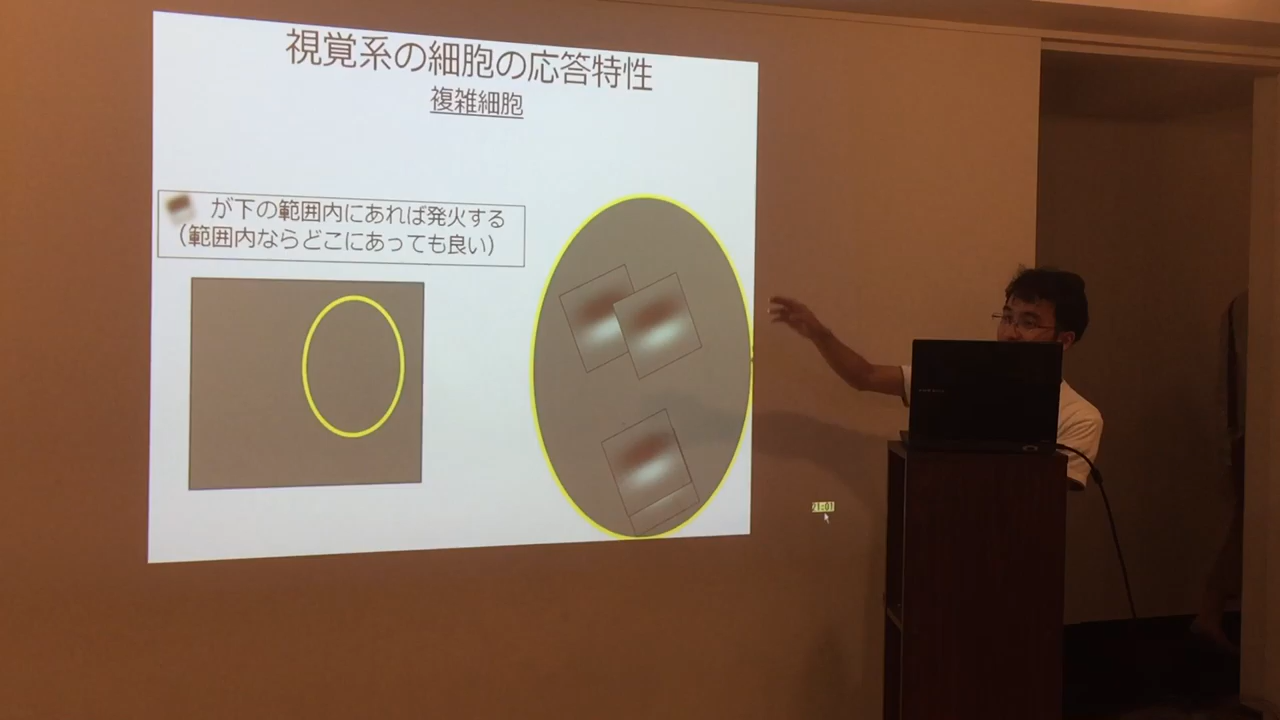 視覚系の細胞の応答特性
複雑細胞
が下の範囲内にあれば発火する
（範囲内ならどこにあっても良い）
21:01